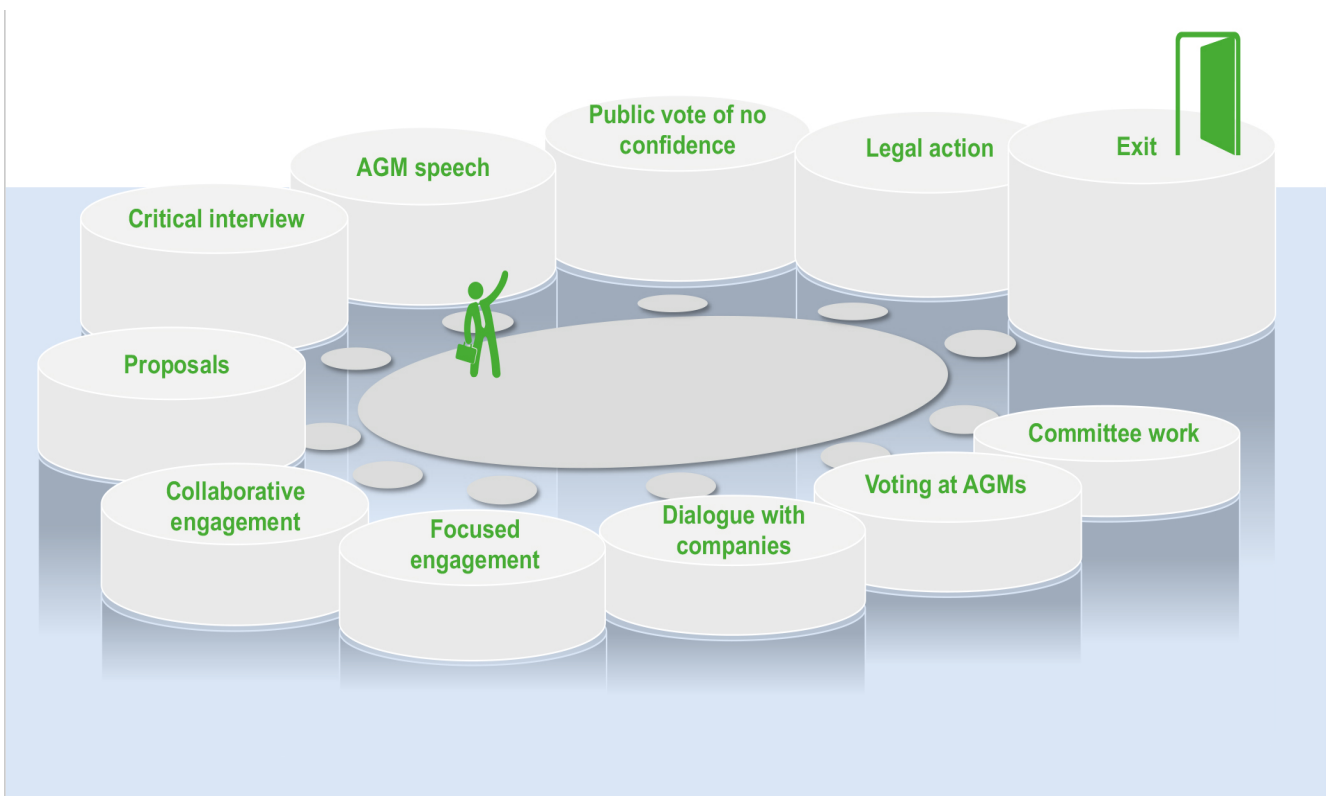 Public vote of no
confidence
Legal action
Exit
AGM speech
Critical interview
Proposals
Committee work
Voting at AGMs
Collaborative
engagement
Dialogue with
companies
Focused
engagement